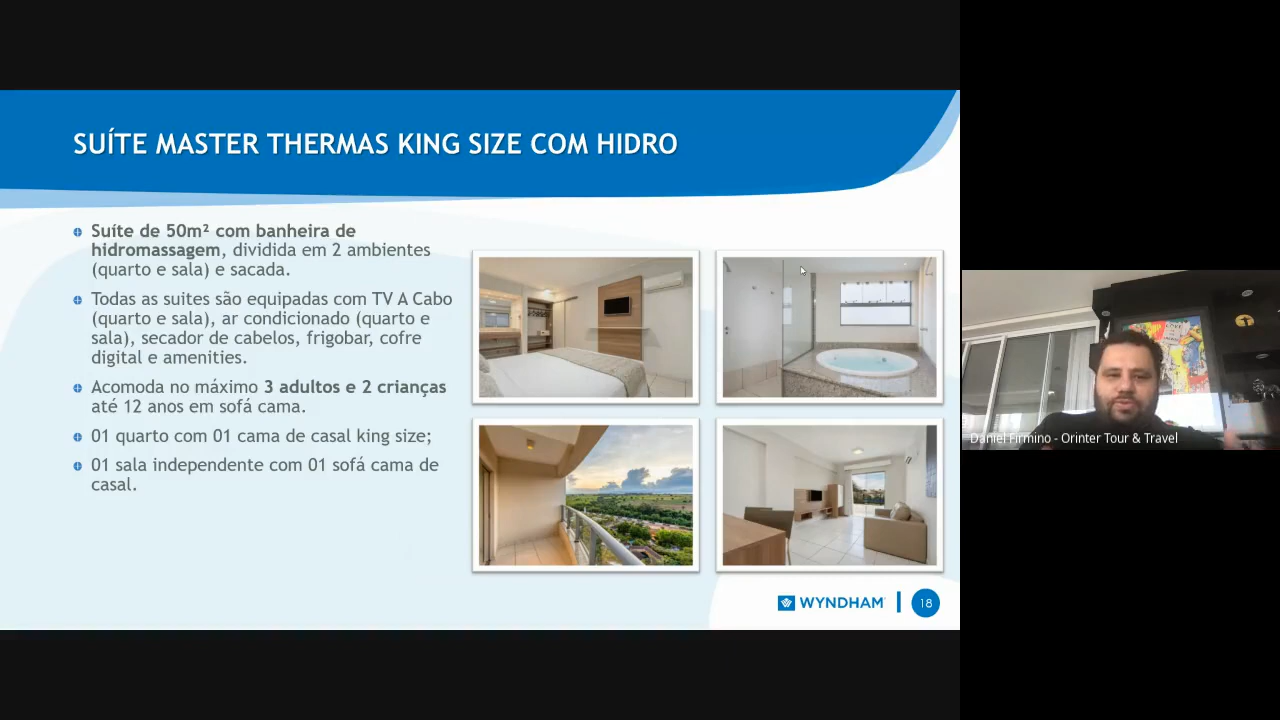 SUÍTE MASTER THERMAS KING SIZE COM HIDRO
Suíte de 50m² com banheira de
hidromassagem, dividida em 2 ambientes
(quarto e sala) e sacada.
Todas as suites são equipadas com TV A Cabo
(quarto e sala), ar condicionado (quarto e
sala), secador de cabelos, frigobar, cofre
digital e amenities.
Acomoda no máximo 3 adultos e 2 crianças
até 12 anos em sofá cama.
01 quarto com 01 cama de casal king size;
01 sala independente com 01 sofá cama de
casal.
WYNDHAM
18
Daniel Firmino - Orinter Tour & Travel